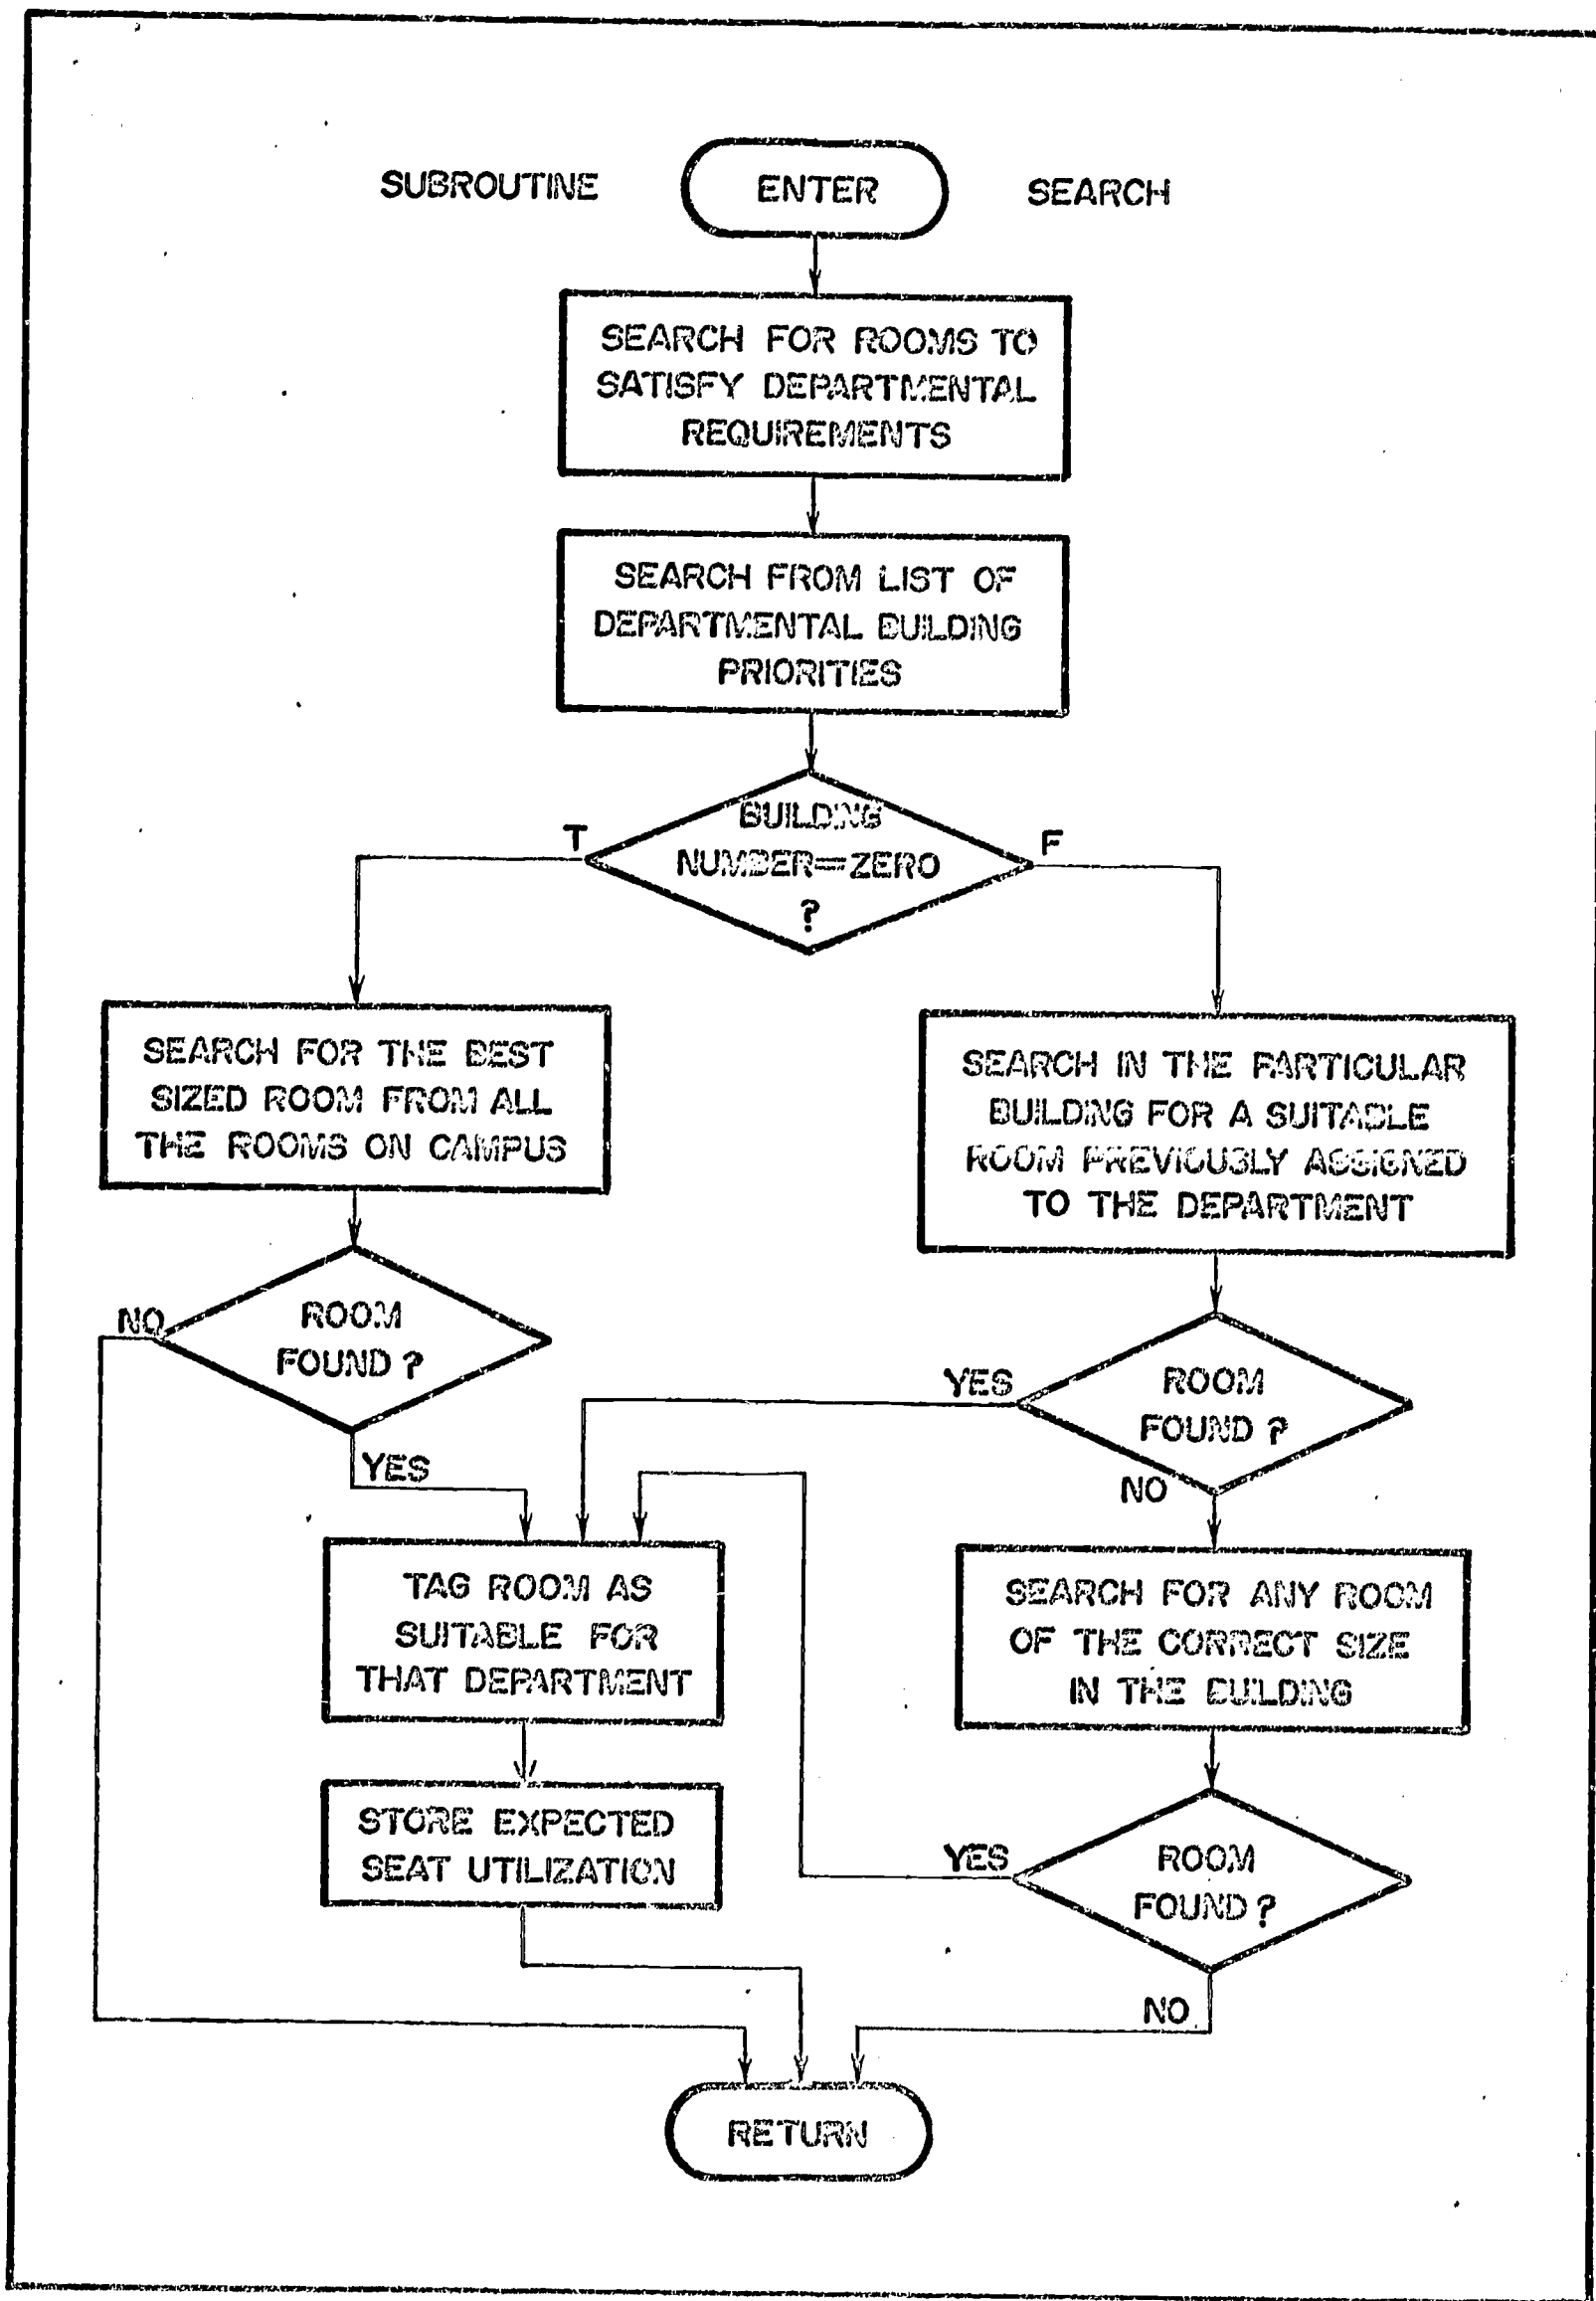 SUBROUTINE ENTER SEARCH
SEARCH FOR ROOMS TO
SATISFY DEPARTMENTAL
REQUIREMENTS
SEARCH FROM LIST OF
DEPARTMENTAL BUILDING
PRIORITIES
BUILDING
NUMBER=ZERO
?
T
F
SEARCH FOR THE BEST
SIZED ROOM FROM ALL
THE ROOMS ON CAMPUS
SEARCH IN THE PARTICULAR
BUILDING FOR A SUITABLE
ROOM PREVIOUSLY ASSIGNED
TO THE DEPARTMENT
ROOM
FOUND ?
NO
YES
ROOM
FOUND ?
YES
NO
TAG ROOM AS
SUITABLE FOR
THAT DEPARTMENT
SEARCH FOR ANY ROOM
OF THE CORRECT SIZE
IN THE BUILDING
STORE EXPECTED
SEAT UTILIZATION
ROOM
FOUND ?
YES
NO
RETURN